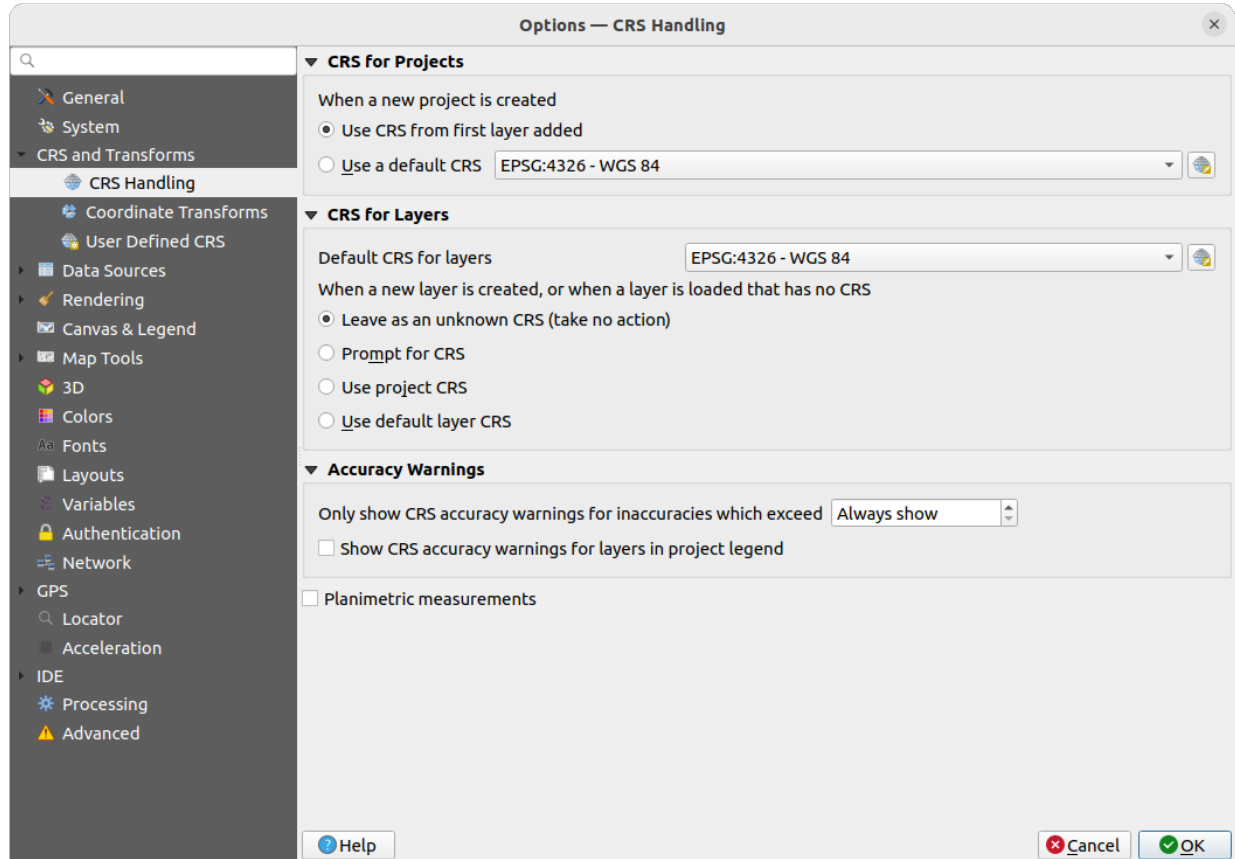 Options — CRS Handling
General
System
CRS and Transforms
CRS Handling
Coordinate Transforms
User Defined CRS
Data Sources
Rendering
Canvas & Legend
Map Tools
3D
Colors
Aa Fonts
Layouts
Variables
Authentication
Network
GPS
Locator
Acceleration
IDE
Processing
Advanced
CRS for Projects
When a new project is created
Use CRS from first layer added
Use a default CRS EPSG:4326 - WGS 84
CRS for Layers
Default CRS for layers EPSG:4326 - WGS 84
When a new layer is created, or when a layer is loaded that has no CRS
Leave as an unknown CRS (take no action)
Prompt for CRS
Use project CRS
Use default layer CRS
Accuracy Warnings
Only show CRS accuracy warnings for inaccuracies which exceed Always show
Show CRS accuracy warnings for layers in project legend
Planimetric measurements
Help Cancel OK